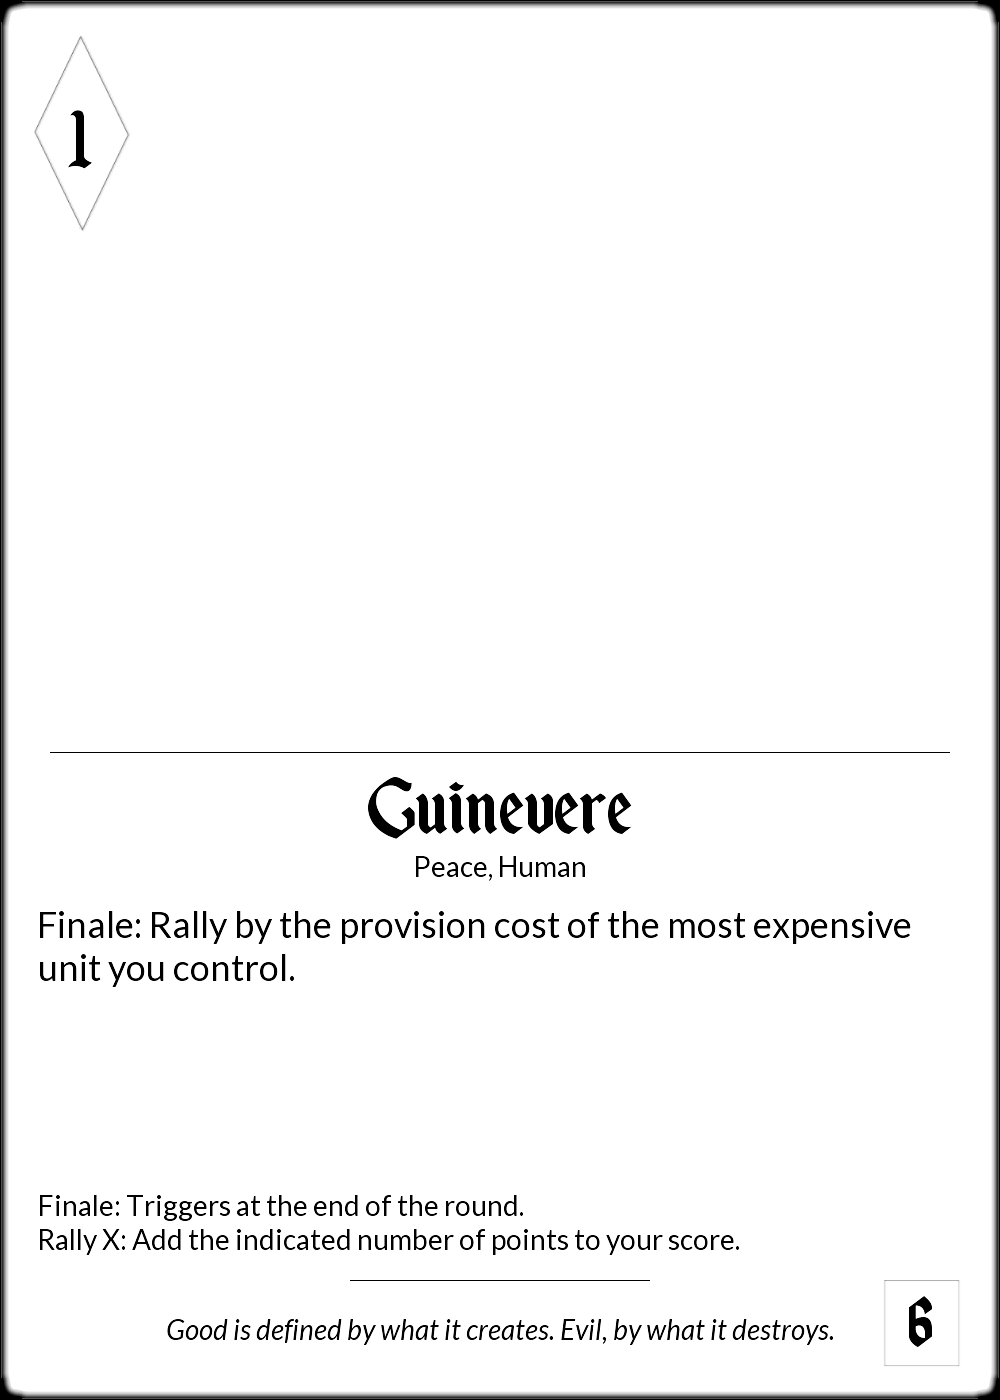 1
Guinevere
Peace, Human
Finale: Rally by the provision cost of the most expensive
unit you control.
Finale: Triggers at the end of the round.
Rally X: Add the indicated number of points to your score.
Good is defined by what it creates. Evil, by what it destroys.
6